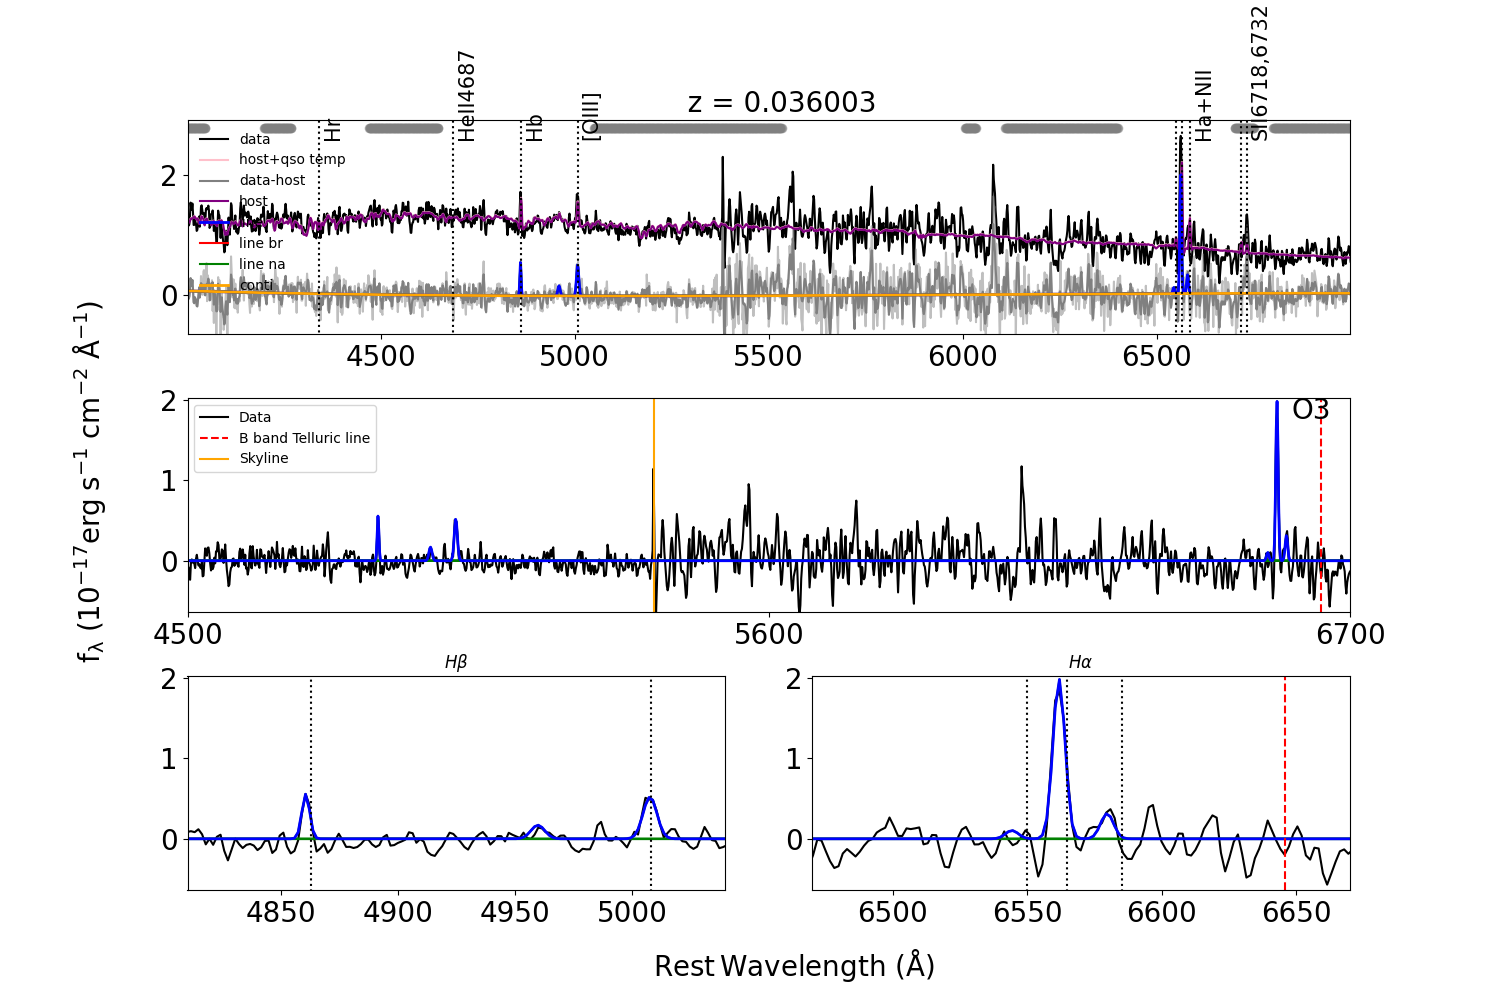 z = 0.036003
Hr
HeII4687
Hb
[OIII]
Ha+NII
SII6718,6732
data
host+qso temp
data-host
host
line br
line na
conti
2
0
4500
5000
5500
6000
6500
fλ (10⁻¹⁷erg s⁻¹ cm⁻² Å⁻¹)
Data
B band Telluric line
Skyline
O3
2
1
0
4500
5600
6700
Hβ
2
1
0
4850
4900
4950
5000
Hα
2
1
0
6500
6550
6600
6650
Rest Wavelength (Å)